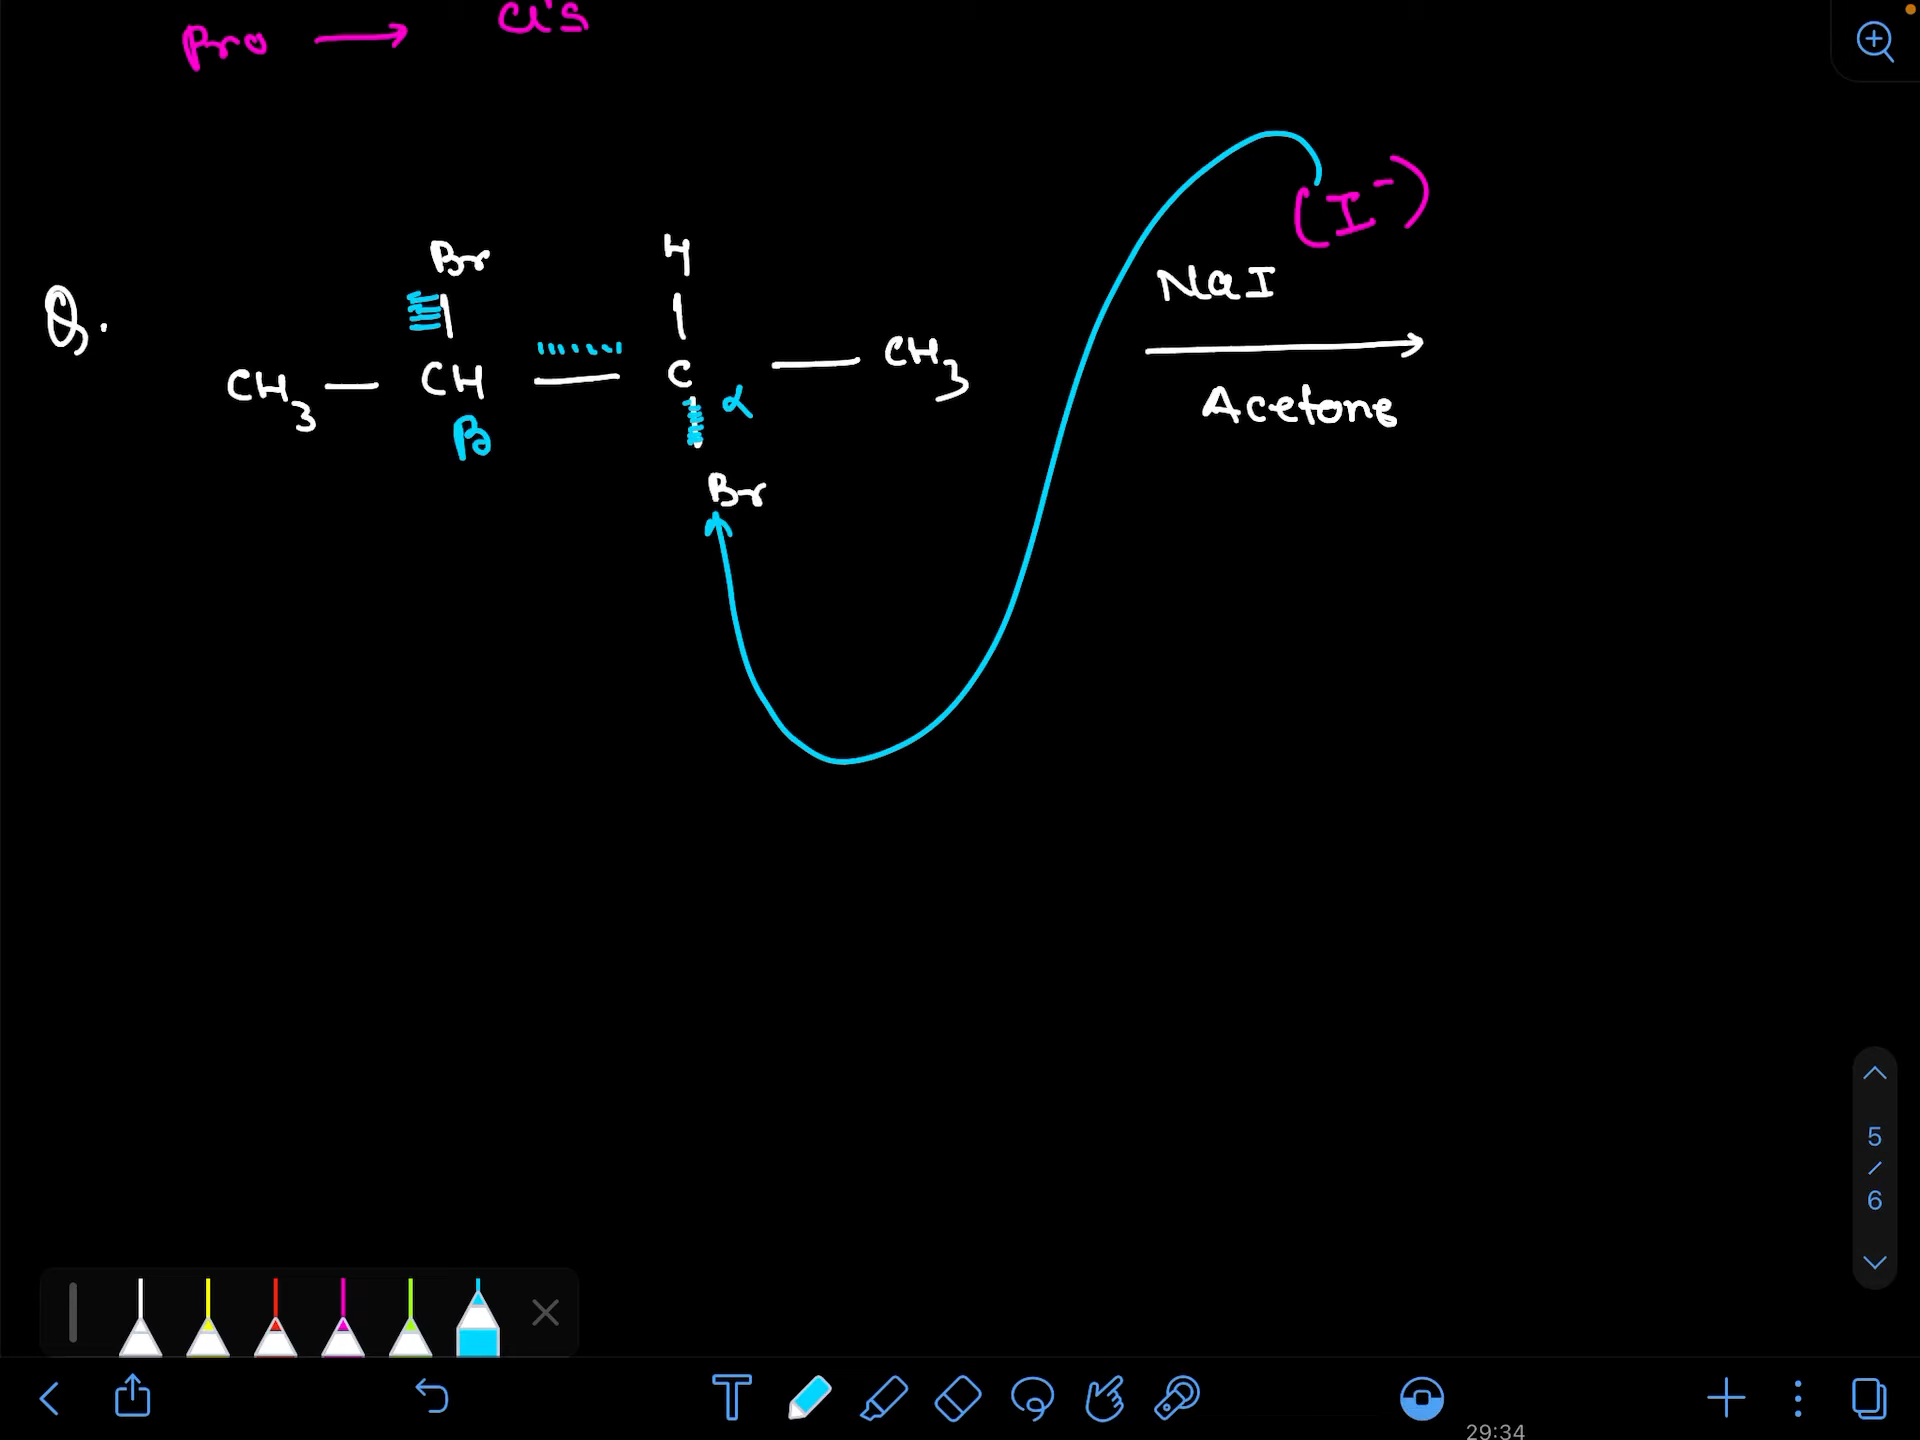 Pro → Cis
(I⁻)
Br H
NaI
Q. CH3 — CH — C — CH3
β α
Acetone
Br
5
/
6
T
29:34